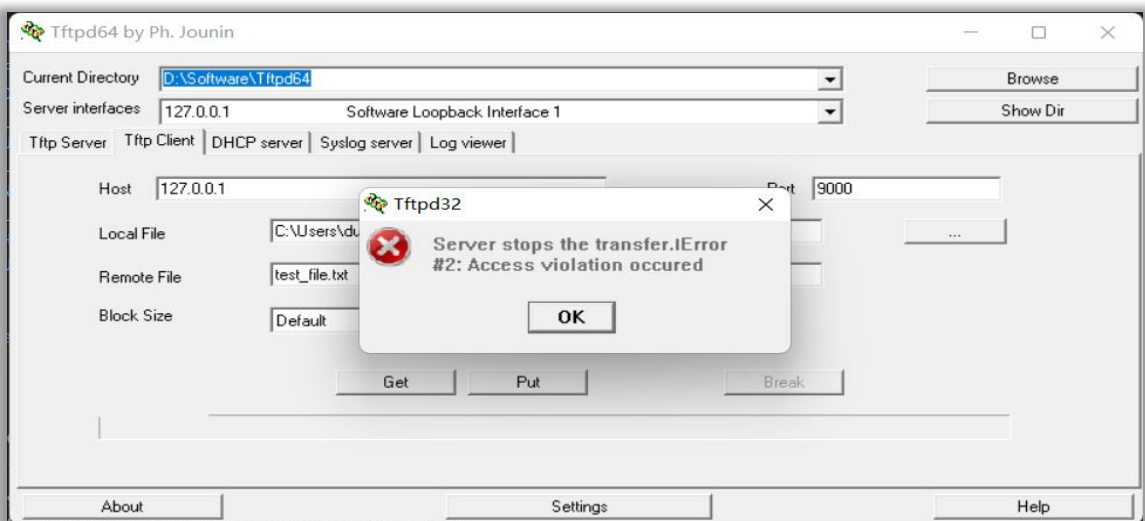 Tftpd64 by Ph. Jounin
Current Directory D:\Software\Tftpd64 Browse
Server interfaces 127.0.0.1 Software Loopback Interface 1 Show Dir
Tftp Server Tftp Client DHCP server Syslog server Log viewer
Host 127.0.0.1 Port 9000
Tftpd32
Local File C:\Users\du ...
Server stops the transfer.IError
#2: Access violation occured
Remote File test_file.txt
OK
Block Size Default
Get Put Break
About Settings Help